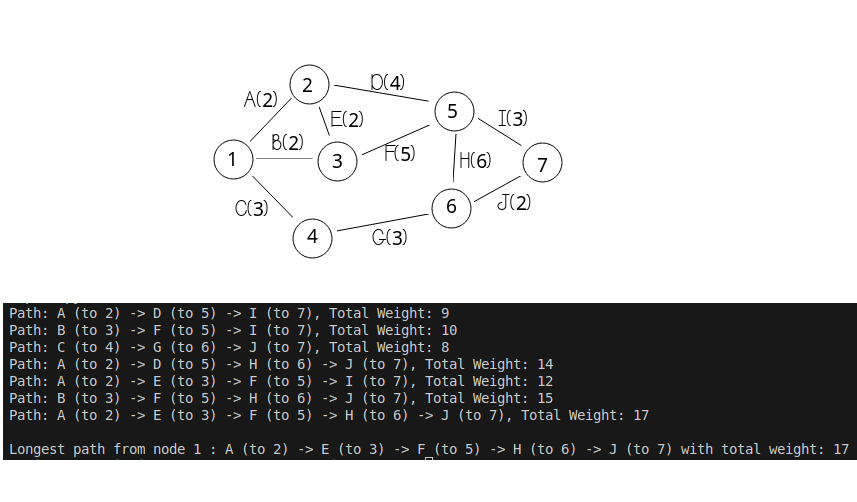 2
D(4)
A(2)
5
E(2)
I(3)
B(2)
1
3
F(5)
H(6)
7
C(3)
6
J(2)
4
G(3)
Path: A (to 2) -> D (to 5) -> I (to 7), Total Weight: 9
Path: B (to 3) -> F (to 5) -> I (to 7), Total Weight: 10
Path: C (to 4) -> G (to 6) -> J (to 7), Total Weight: 8
Path: A (to 2) -> D (to 5) -> H (to 6) -> J (to 7), Total Weight: 14
Path: A (to 2) -> E (to 3) -> F (to 5) -> I (to 7), Total Weight: 12
Path: B (to 3) -> F (to 5) -> H (to 6) -> J (to 7), Total Weight: 15
Path: A (to 2) -> E (to 3) -> F (to 5) -> H (to 6) -> J (to 7), Total Weight: 17
Longest path from node 1 : A (to 2) -> E (to 3) -> F (to 5) -> H (to 6) -> J (to 7) with total weight: 17